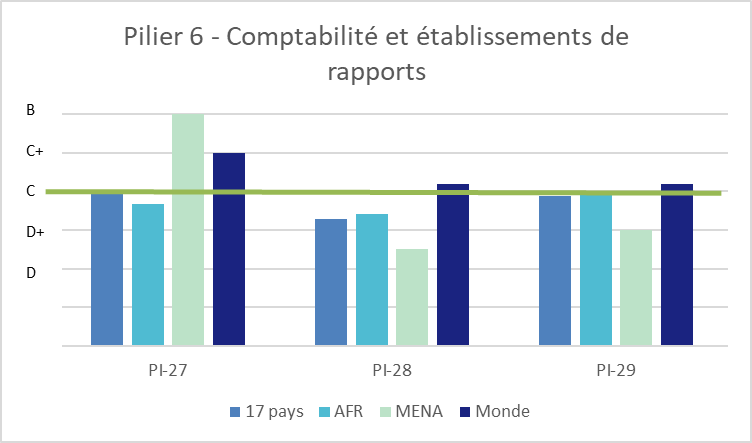 Pilier 6 - Comptabilité et établissements de
rapports
B
C+
C
D+
D
PI-27 PI-28 PI-29
17 pays AFR MENA Monde